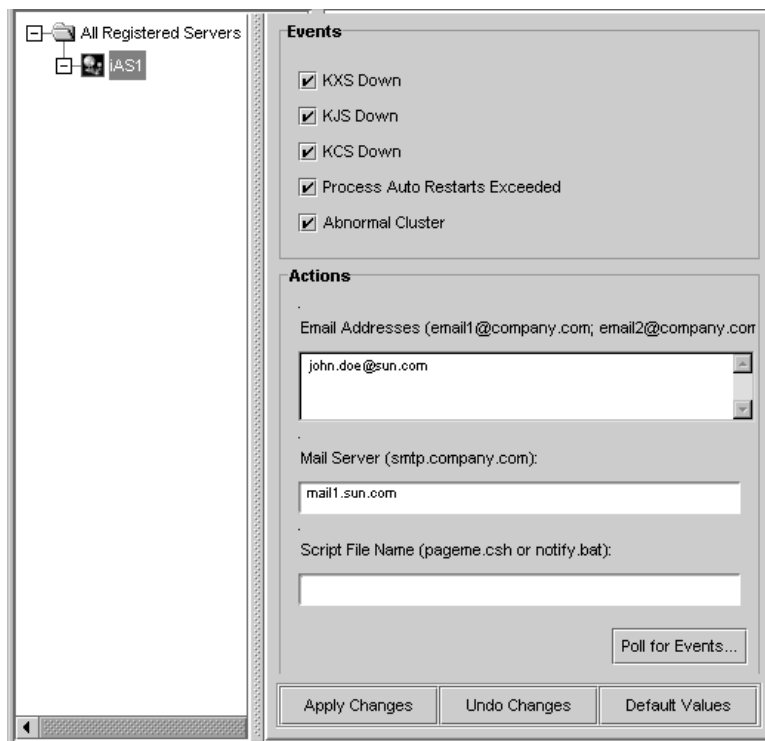 All Registered Servers
iAS1
Events
KXS Down
KJS Down
KCS Down
Process Auto Restarts Exceeded
Abnormal Cluster
Actions
.
Email Addresses (email1@company.com; email2@company.com
john.doe@sun.com
.
Mail Server (smtp.company.com):
mail1.sun.com
.
Script File Name (pageme.csh or notify.bat):
Poll for Events...
Apply Changes
Undo Changes
Default Values